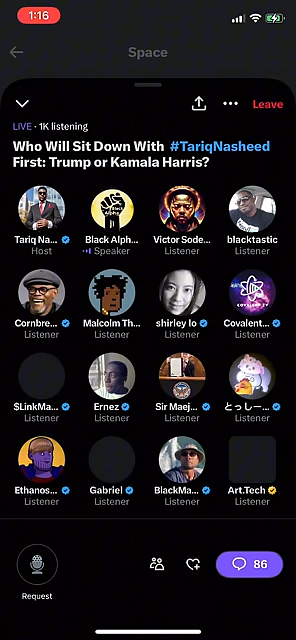 1:16
Space
LIVE · 1K listening
Leave
Who Will Sit Down With #TariqNasheed
First: Trump or Kamala Harris?
Tariq Na... Black Alph... Victor Sode... blacktastic
Host Speaker Listener Listener
Cornbre... Malcolm Th... shirley lo Covalent...
Listener Listener Listener Listener
$LinkMa... Ernez Sir Maej... とっしー...
Listener Listener Listener Listener
Ethanos... Gabriel BlackMa... Art.Tech
Listener Listener Listener Listener
86
Request